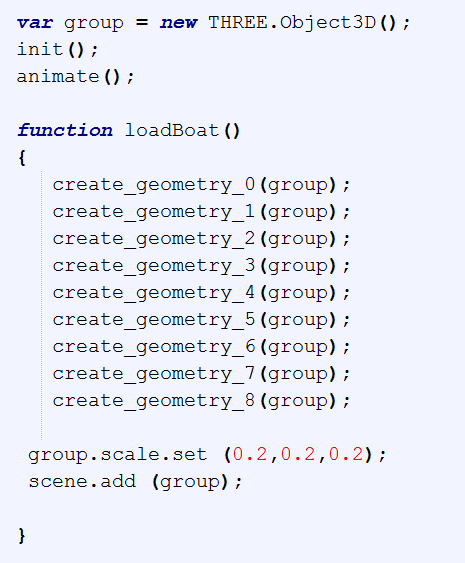 var group = new THREE.Object3D();
init();
animate();
function loadBoat()
{
create_geometry_0(group);
create_geometry_1(group);
create_geometry_2(group);
create_geometry_3(group);
create_geometry_4(group);
create_geometry_5(group);
create_geometry_6(group);
create_geometry_7(group);
create_geometry_8(group);
group.scale.set (0.2,0.2,0.2);
scene.add (group);
}